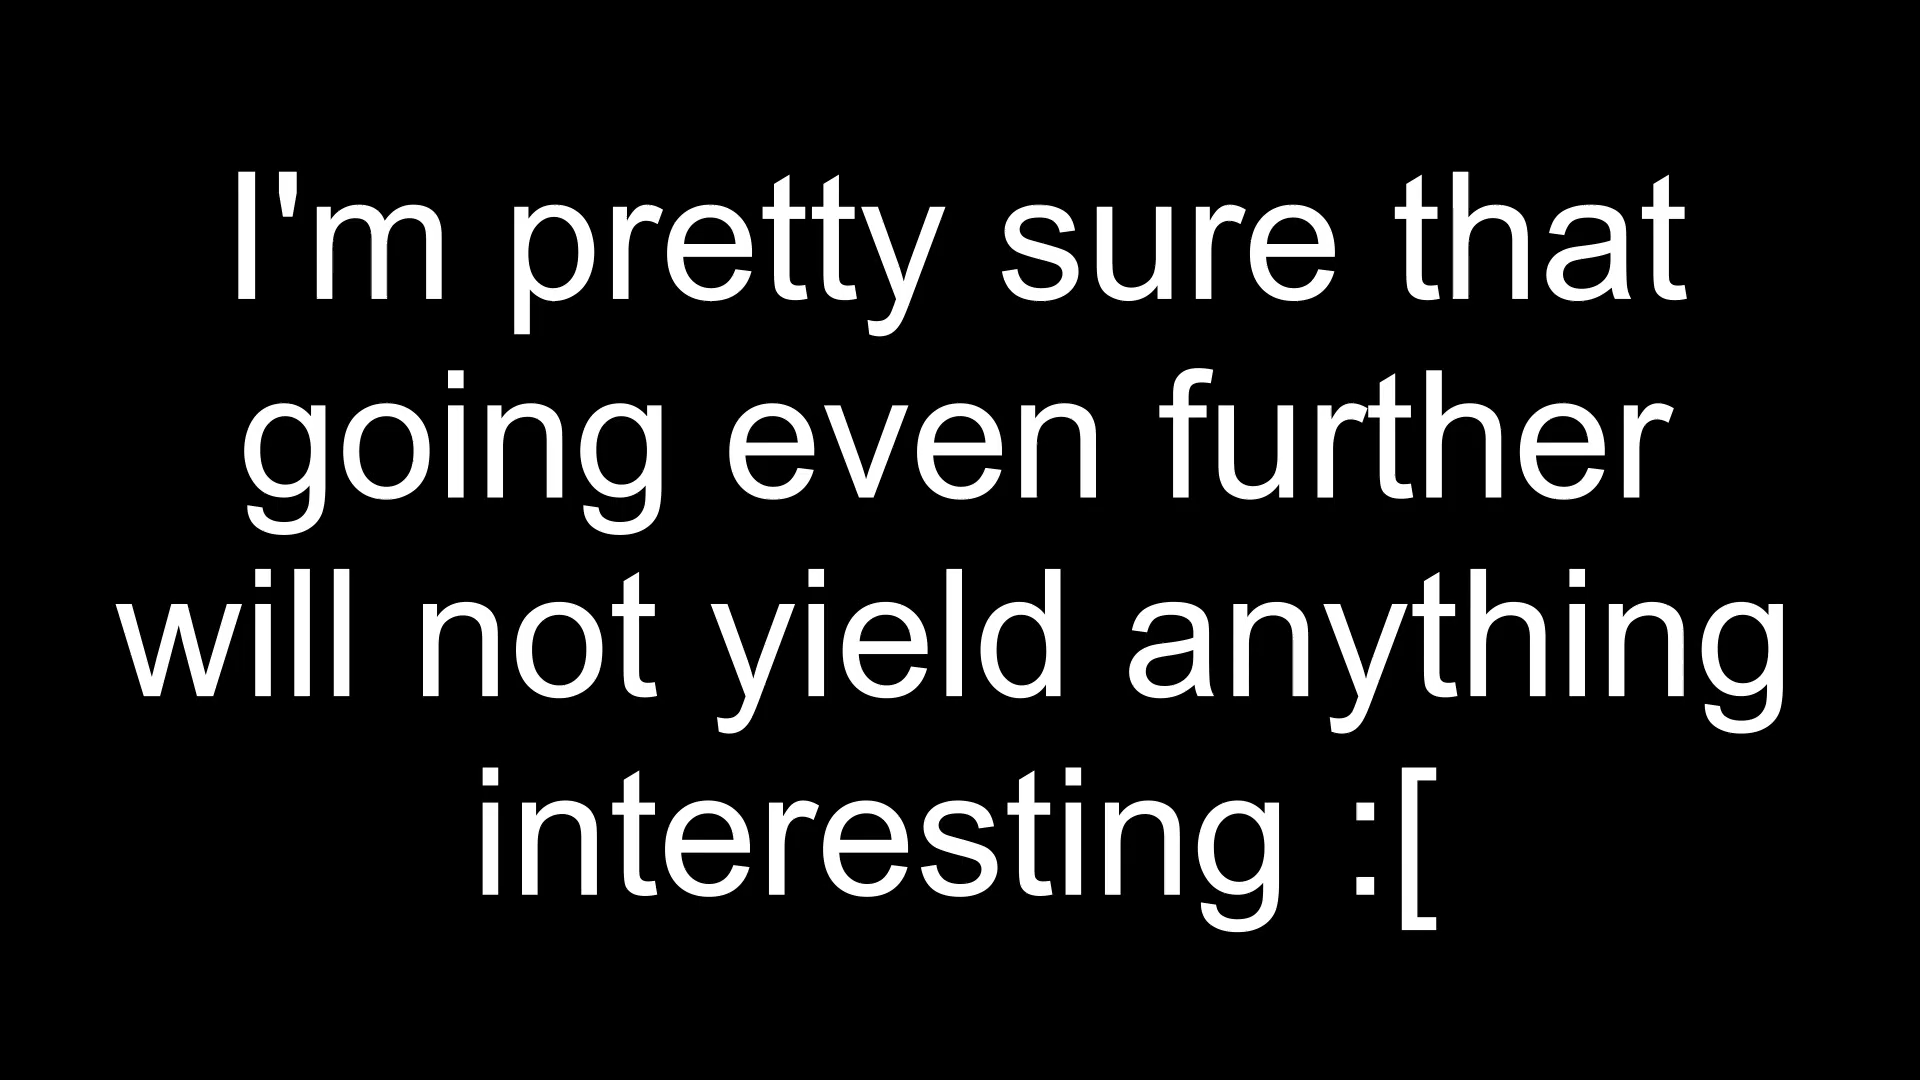 I'm pretty sure that
going even further
will not yield anything
interesting :[